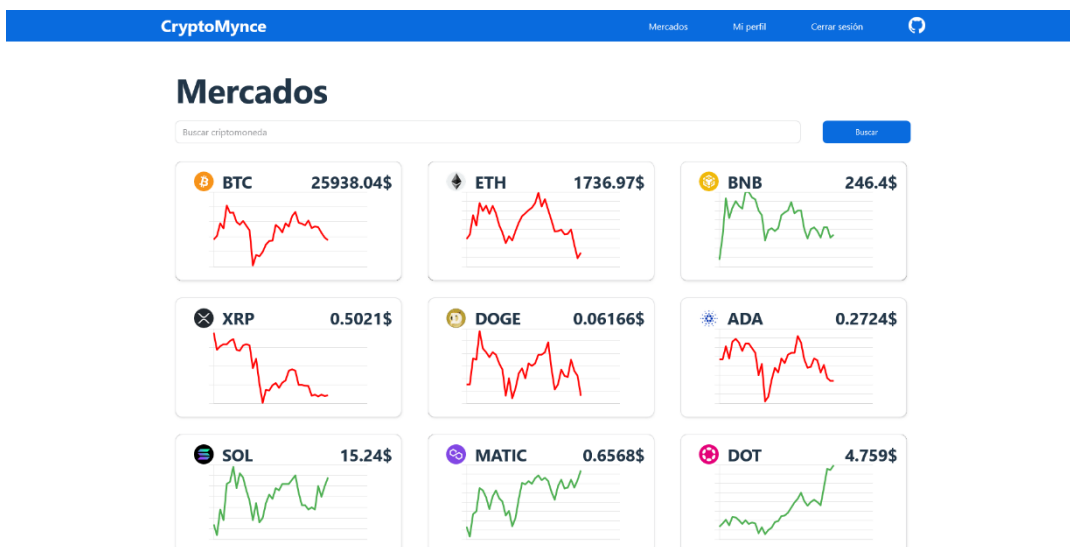 CryptoMynce Mercados Mi perfil Cerrar sesión
Mercados
Buscar criptomoneda Buscar
BTC 25938.04$ ETH 1736.97$ BNB 246.4$
XRP 0.5021$ DOGE 0.06166$ ADA 0.2724$
SOL 15.24$ MATIC 0.6568$ DOT 4.759$